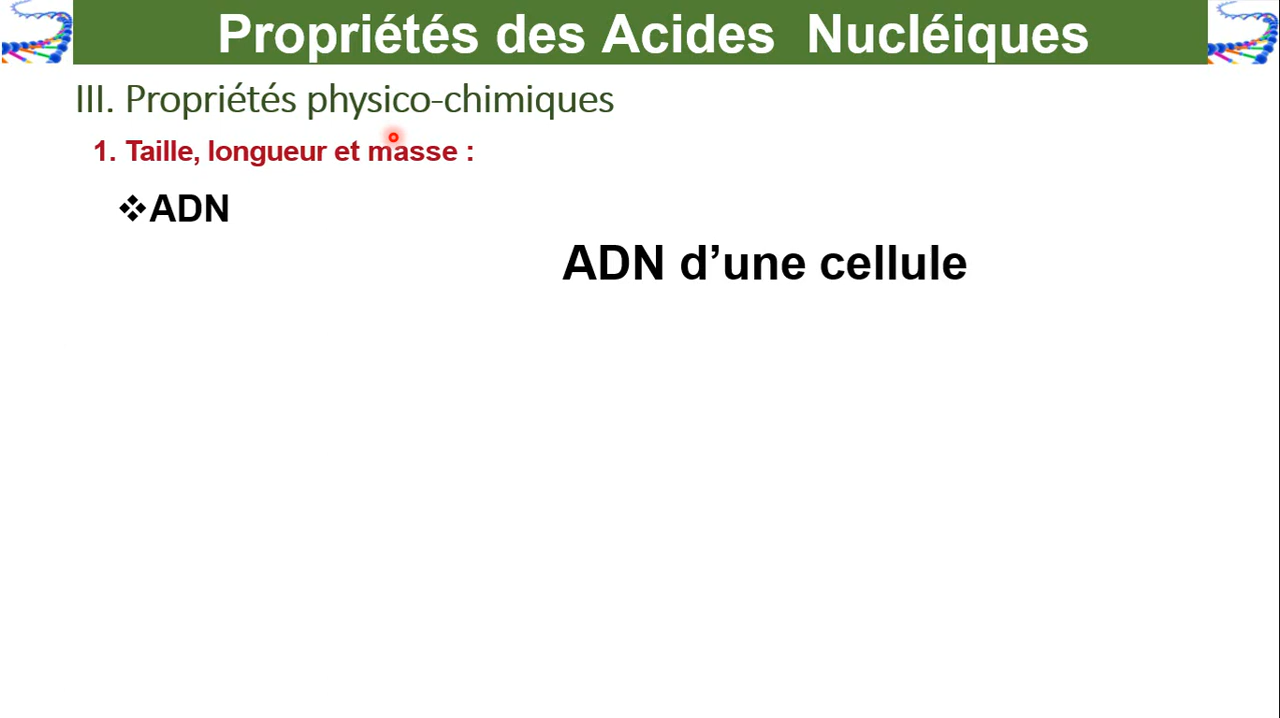 Propriétés des Acides Nucléiques
III. Propriétés physico-chimiques
1. Taille, longueur et masse :
❖ADN
ADN d’une cellule